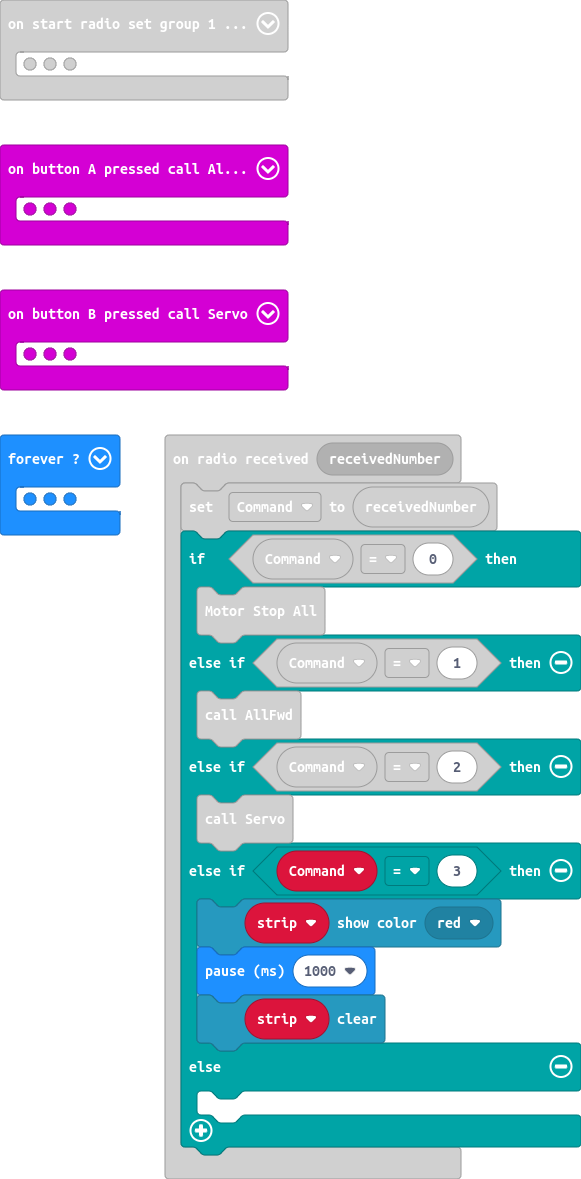 on start radio set group 1 ...
on button A pressed call Al...
on button B pressed call Servo
forever ?
on radio received receivedNumber
set Command to receivedNumber
if Command = 0 then
Motor Stop All
else if Command = 1 then
call AllFwd
else if Command = 2 then
call Servo
else if Command = 3 then
strip show color red
pause (ms) 1000
strip clear
else